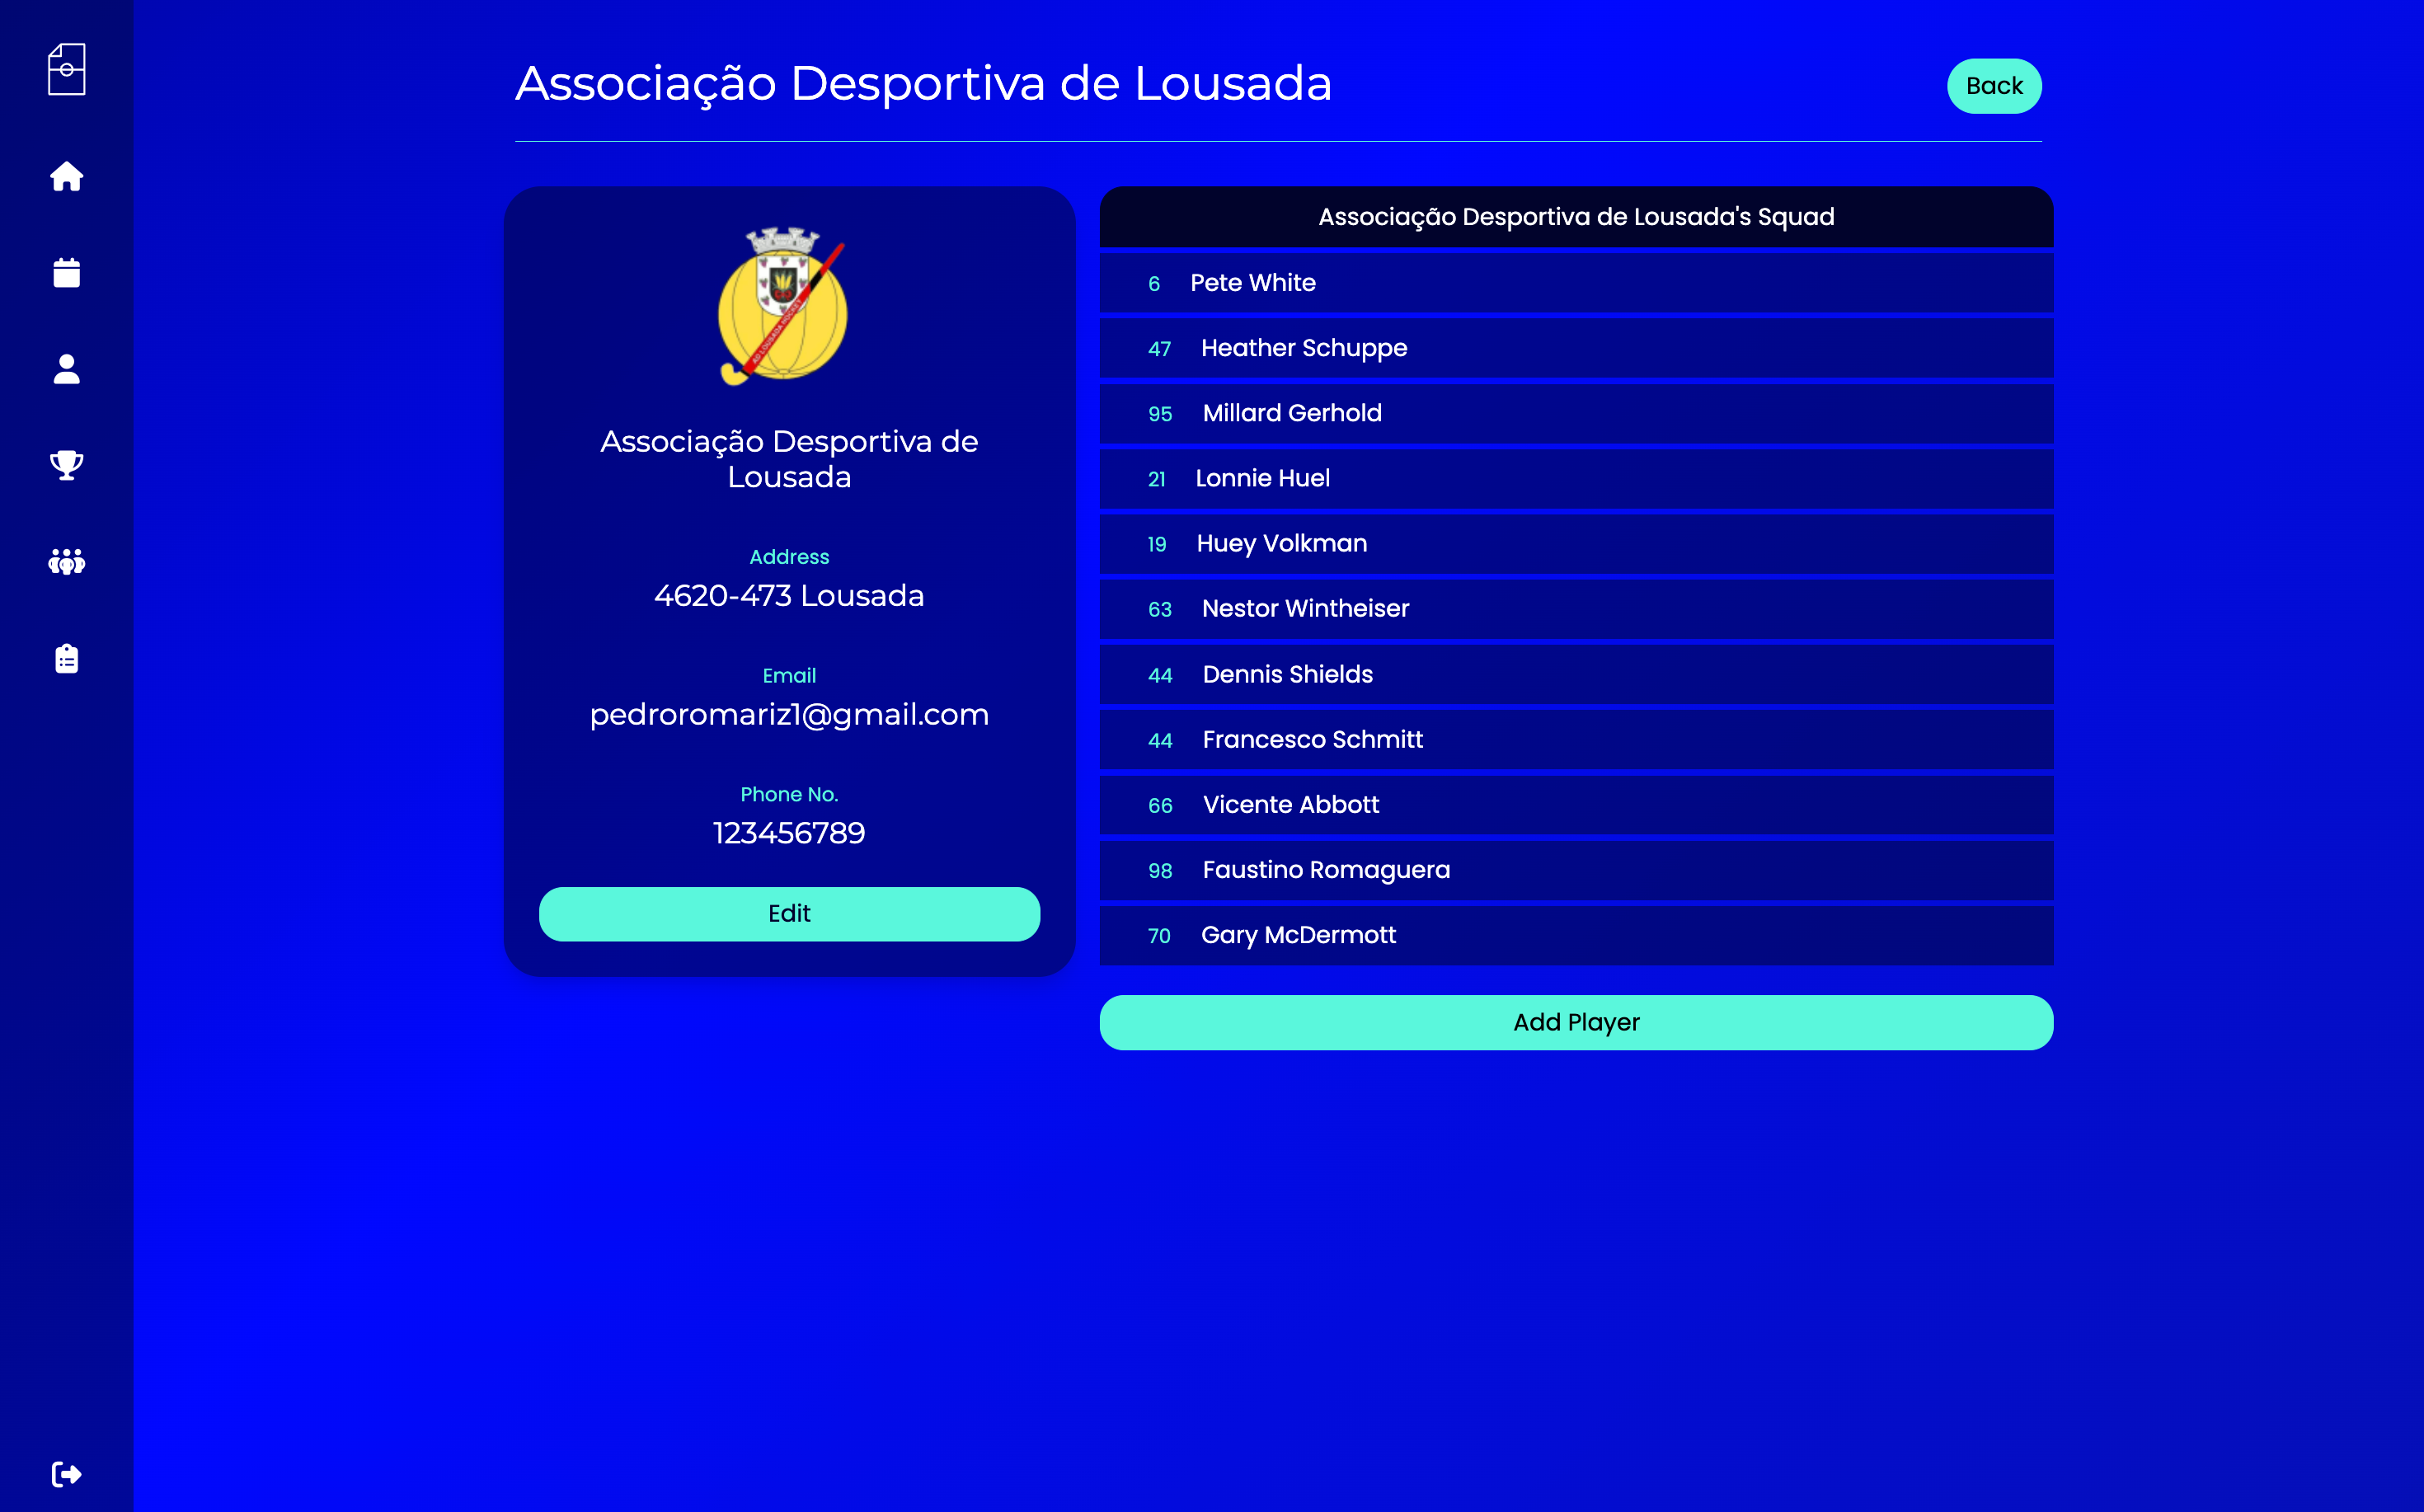 Associação Desportiva de Lousada
Back
AD LOUSADA HOCKEY
Associação Desportiva de
Lousada
Address
4620-473 Lousada
Email
pedroromariz1@gmail.com
Phone No.
123456789
Edit
Associação Desportiva de Lousada's Squad
6 Pete White
47 Heather Schuppe
95 Millard Gerhold
21 Lonnie Huel
19 Huey Volkman
63 Nestor Wintheiser
44 Dennis Shields
44 Francesco Schmitt
66 Vicente Abbott
98 Faustino Romaguera
70 Gary McDermott
Add Player